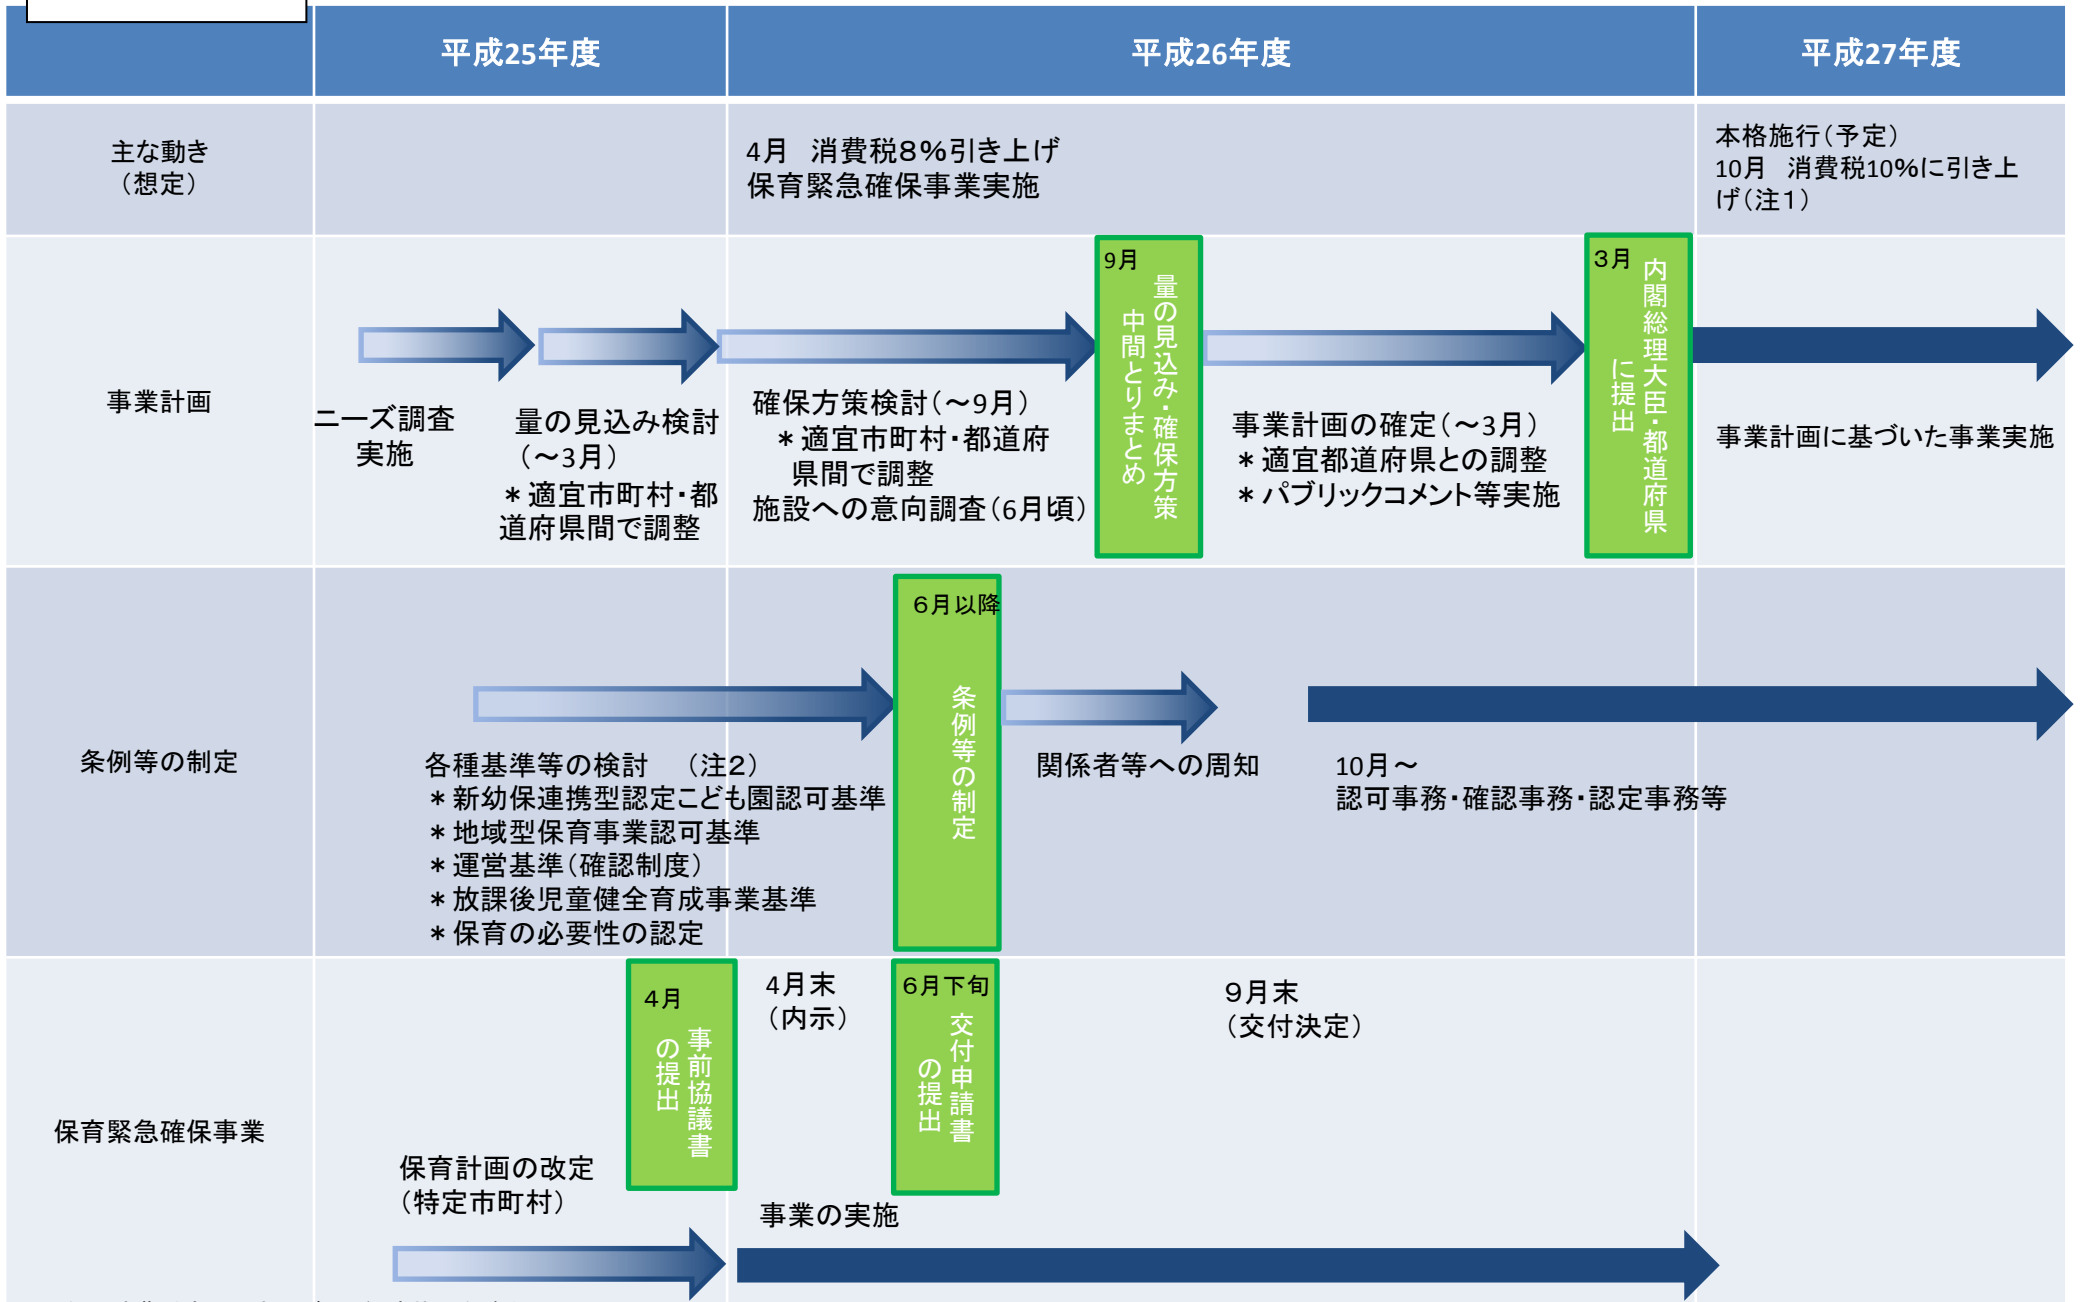 平成25年度
平成26年度
平成27年度
主な動き
（想定）
4月　消費税８％引き上げ
保育緊急確保事業実施
本格施行（予定）
10月　消費税10％に引き上
げ（注１）
事業計画
ニーズ調査
実施
量の見込み検討
（～3月）
＊適宜市町村・都
道府県間で調整
確保方策検討（～9月）
＊適宜市町村・都道府
県間で調整
施設への意向調査（6月頃）
9月
量の見込み・確保方策
中間とりまとめ
事業計画の確定（～3月）
＊適宜都道府県との調整
＊パブリックコメント等実施
３月
内閣総理大臣・都道府県
に提出
事業計画に基づいた事業実施
条例等の制定
各種基準等の検討　（注２）
＊新幼保連携型認定こども園認可基準
＊地域型保育事業認可基準
＊運営基準（確認制度）
＊放課後児童健全育成事業基準
＊保育の必要性の認定
６月以降
条例等の制定
関係者等への周知
10月～
認可事務・確認事務・認定事務等
保育緊急確保事業
保育計画の改定
（特定市町村）
４月
事前協議書
の提出
4月末
（内示）
６月下旬
交付申請書
の提出
９月末
（交付決定）
事業の実施